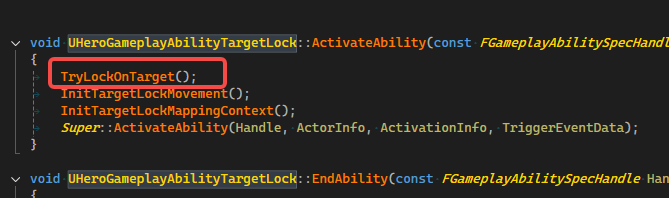 void UHeroGameplayAbilityTargetLock::ActivateAbility(const FGameplayAbilitySpecHandle
{
TryLockOnTarget();
InitTargetLockMovement();
InitTargetLockMappingContext();
Super::ActivateAbility(Handle, ActorInfo, ActivationInfo, TriggerEventData);
}
void UHeroGameplayAbilityTargetLock::EndAbility(const FGameplayAbilitySpecHandle Han
{